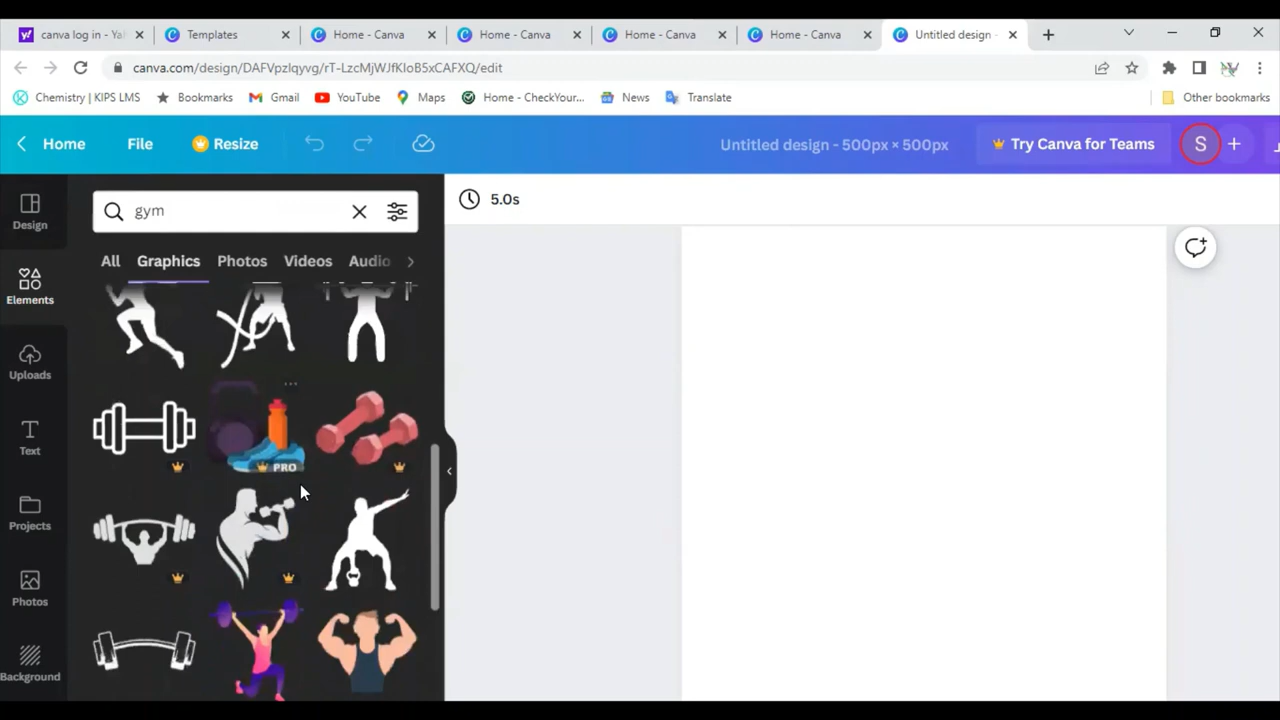 canva log in - Ya
Templates
Home - Canva
Home - Canva
Home - Canva
Home - Canva
Untitled design -
canva.com/design/DAFVpzIqyvg/rT-LzcMjWJfKIoB5xCAFXQ/edit
Chemistry | KIPS LMS
Bookmarks
Gmail
YouTube
Maps
Home - CheckYour...
News
Translate
Other bookmarks
Home
File
Resize
Untitled design - 500px × 500px
Try Canva for Teams
S
Design
Elements
Uploads
Text
Projects
Photos
Background
gym
All
Graphics
Photos
Videos
Audio
PRO
5.0s